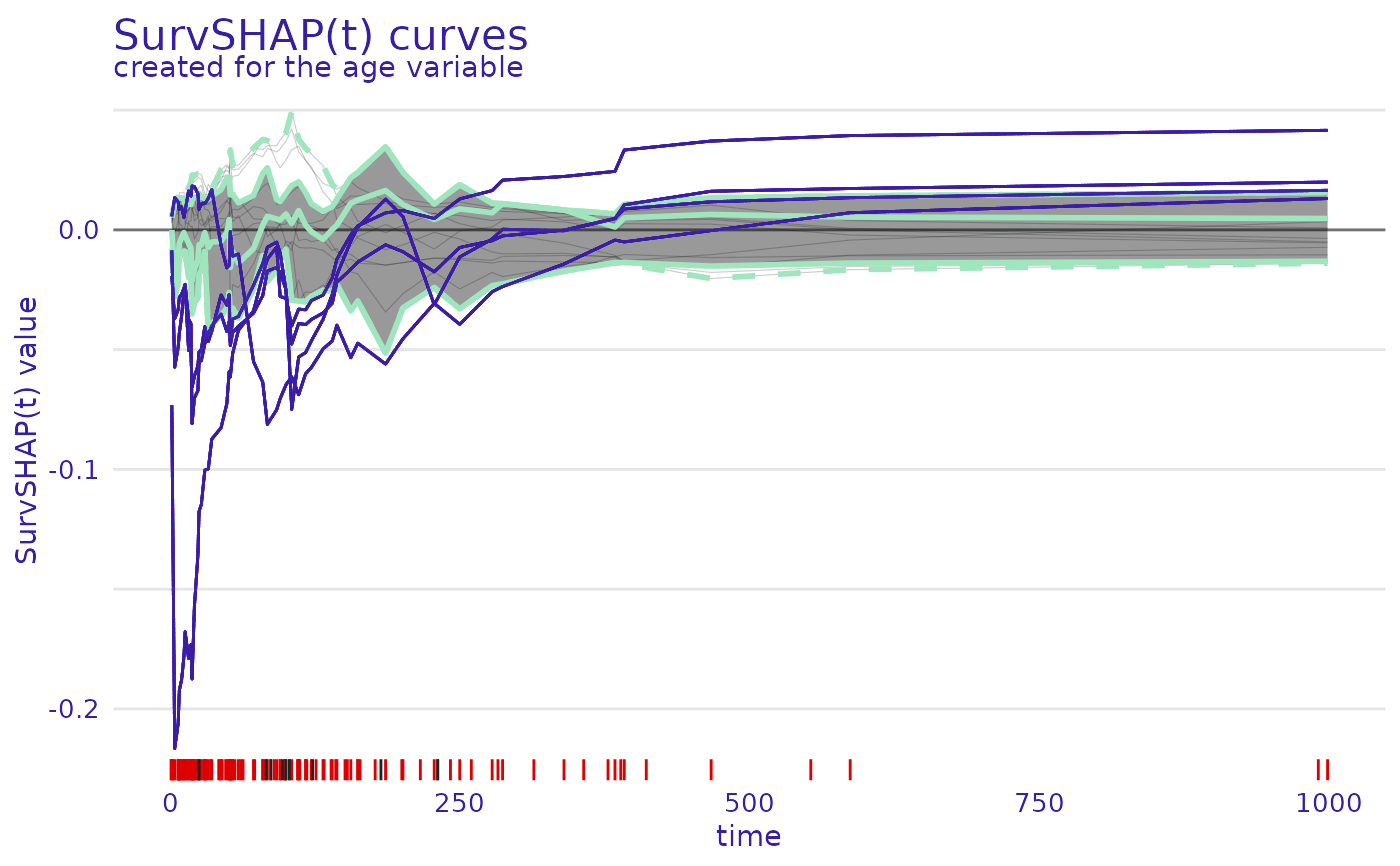 SurvSHAP(t) curves
created for the age variable
SurvSHAP(t) value
0.0
-0.1
-0.2
0
250
500
750
1000
time